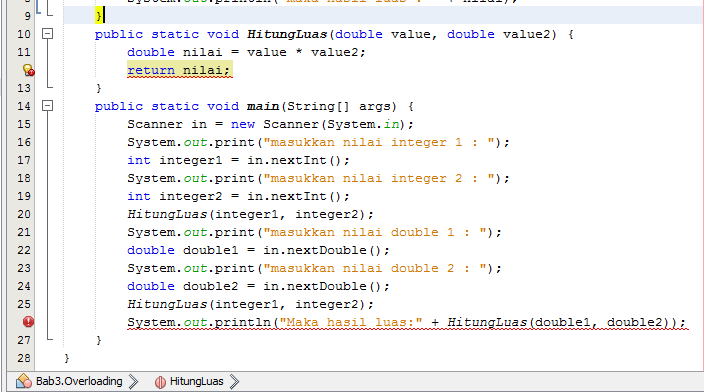 System.out.println("Maka hasil luas : " + nilai);
9 }
10 public static void HitungLuas(double value, double value2) {
11 double nilai = value * value2;
return nilai;
13 }
14 public static void main(String[] args) {
15 Scanner in = new Scanner(System.in);
16 System.out.print("masukkan nilai integer 1 : ");
17 int integer1 = in.nextInt();
18 System.out.print("masukkan nilai integer 2 : ");
19 int integer2 = in.nextInt();
20 HitungLuas(integer1, integer2);
21 System.out.print("masukkan nilai double 1 : ");
22 double double1 = in.nextDouble();
23 System.out.print("masukkan nilai double 2 : ");
24 double double2 = in.nextDouble();
25 HitungLuas(integer1, integer2);
System.out.println("Maka hasil luas:" + HitungLuas(double1, double2));
27 }
28 }
Bab3.Overloading HitungLuas